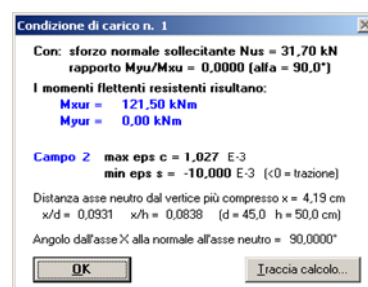 Condizione di carico n. 1
Con: sforzo normale sollecitante Nus = 31,70 kN
rapporto Myu/Mxu = 0,0000 (alfa = 90,0°)
I momenti flettenti resistenti risultano:
Mxur = 121,50 kNm
Myur = 0,00 kNm
Campo 2 max eps c = 1,027 E-3
min eps s = -10,000 E-3 (<0 = trazione)
Distanza asse neutro dal vertice più compresso x = 4,19 cm
x/d = 0,0931 x/h = 0,0838 (d = 45,0 h = 50,0 cm)
Angolo dall'asse X alla normale all'asse neutro = 90,0000°
OK Traccia calcolo...